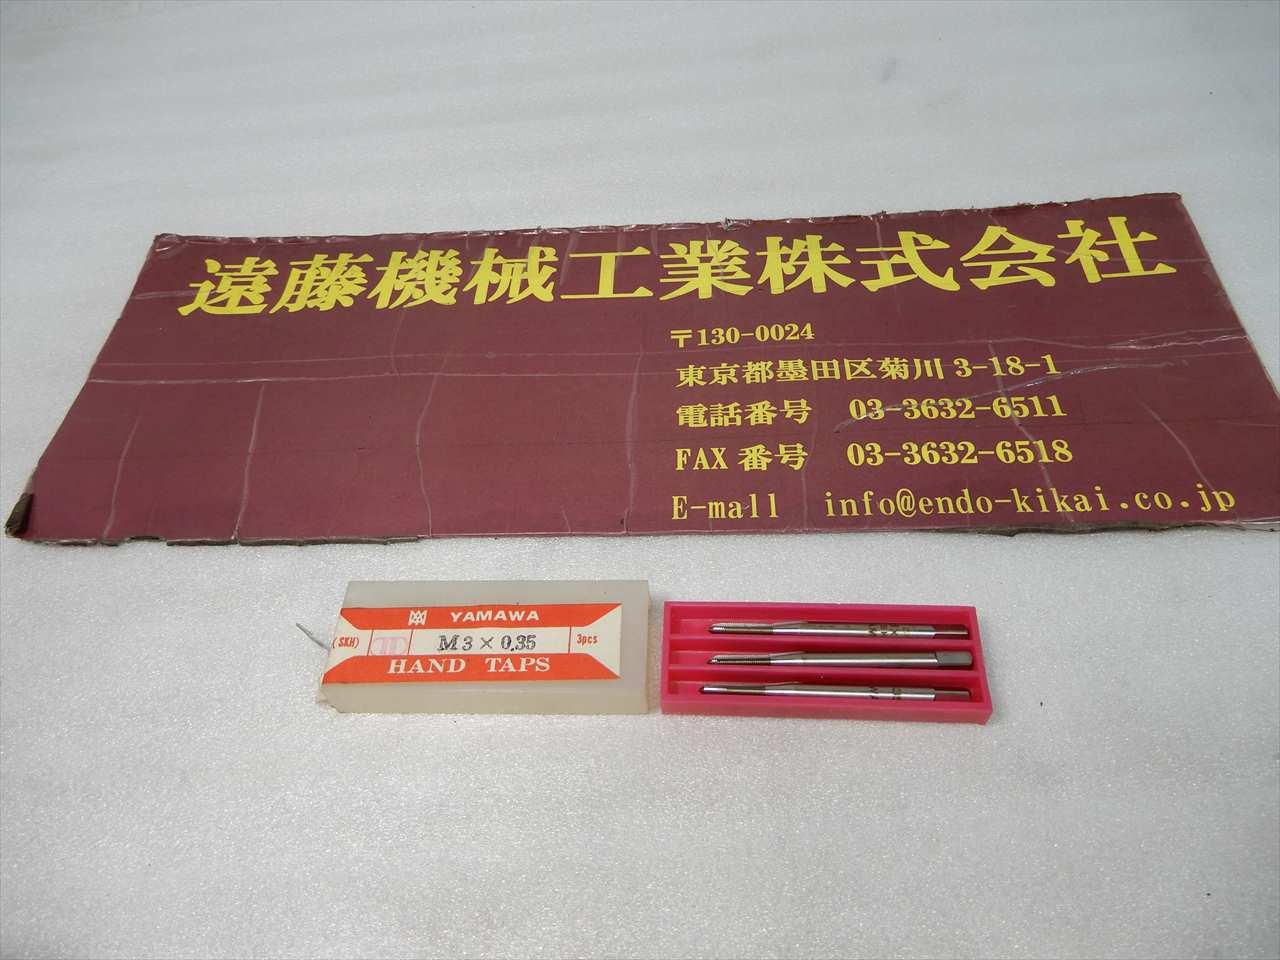 遠藤機械工業株式会社
〒130-0024
東京都墨田区菊川 3-18-1
電話番号 03-3632-6511
FAX 番号 03-3632-6518
E-mall info@endo-kikai.co.jp
YAMAWA
(SKH) M3×0.35 3pcs
HAND TAPS